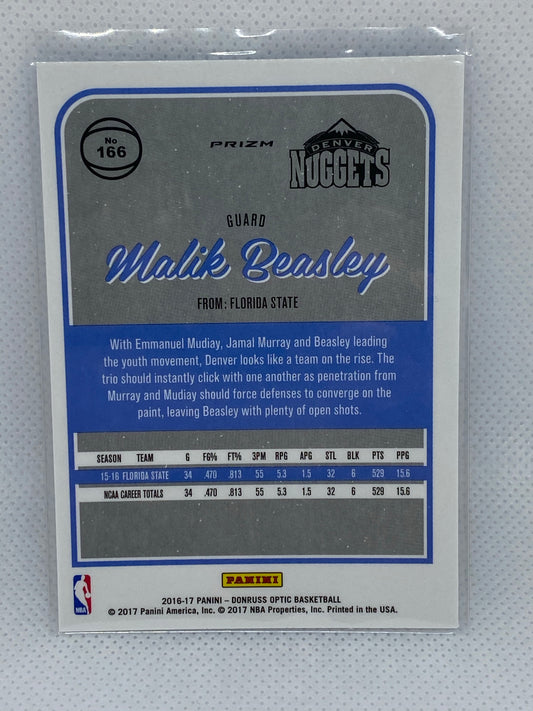 No
166
PRIZM
DENVER
NUGGETS
GUARD
Malik Beasley
FROM: FLORIDA STATE
With Emmanuel Mudiay, Jamal Murray and Beasley leading
the youth movement, Denver looks like a team on the rise. The
trio should instantly click with one another as penetration from
Murray and Mudiay should force defenses to converge on the
paint, leaving Beasley with plenty of open shots.
SEASON TEAM G FG% FT% 3PM RPG APG STL BLK PTS PPG
15-16 FLORIDA STATE 34 .470 .813 55 5.3 1.5 32 6 529 15.6
NCAA CAREER TOTALS 34 .470 .813 55 5.3 1.5 32 6 529 15.6
PANINI
NBA
2016-17 PANINI - DONRUSS OPTIC BASKETBALL
© 2017 Panini America, Inc. © 2017 NBA Properties, Inc. Printed in the USA.